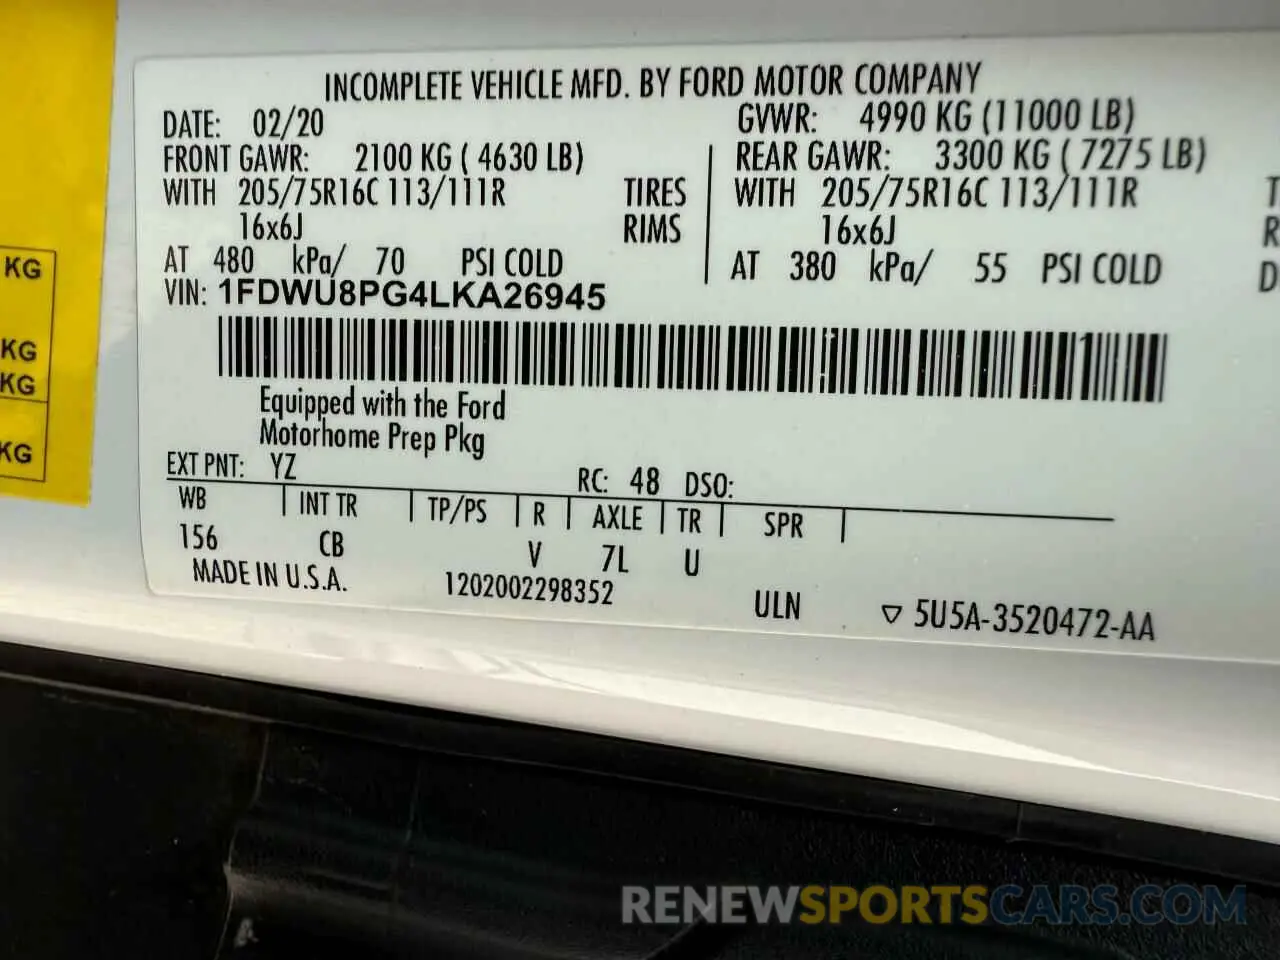 INCOMPLETE VEHICLE MFD. BY FORD MOTOR COMPANY
DATE: 02/20 GVWR: 4990 KG (11000 LB)
FRONT GAWR: 2100 KG ( 4630 LB) REAR GAWR: 3300 KG ( 7275 LB)
WITH 205/75R16C 113/111R TIRES WITH 205/75R16C 113/111R T
16x6J RIMS 16x6J R
AT 480 kPa/ 70 PSI COLD AT 380 kPa/ 55 PSI COLD D
VIN: 1FDWU8PG4LKA26945
Equipped with the Ford
Motorhome Prep Pkg
EXT PNT: YZ RC: 48 DSO:
WB INT TR TP/PS R AXLE TR SPR
156 CB V 7L U
MADE IN U.S.A. 1202002298352 ULN ▽ 5U5A-3520472-AA
KG
KG
KG
KG
RENEWSPORTSCARS.COM